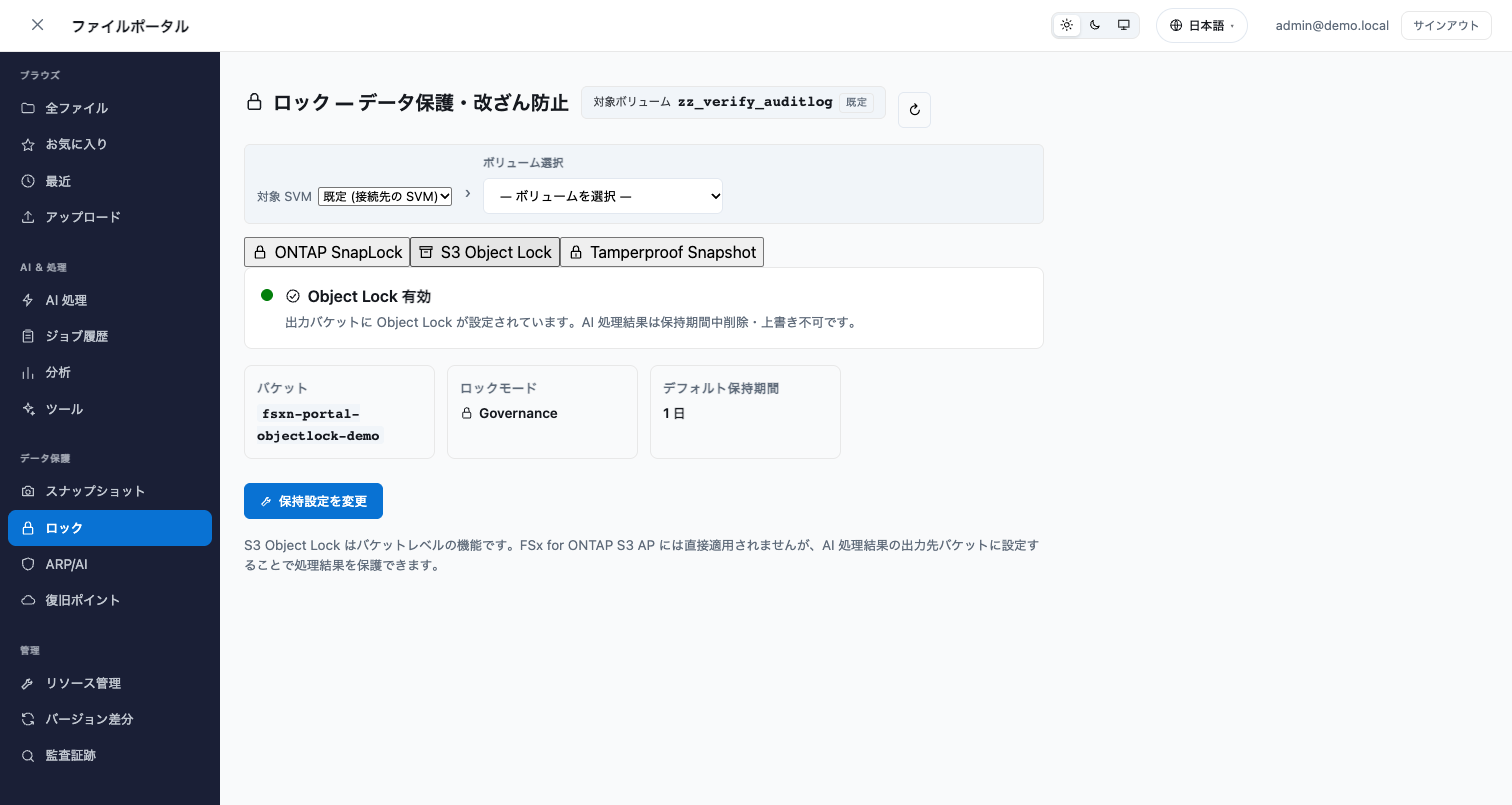 ファイルポータル
日本語
admin@demo.local
サインアウト
ブラウズ
全ファイル
お気に入り
最近
アップロード
AI & 処理
AI 処理
ジョブ履歴
分析
ツール
データ保護
スナップショット
ロック
ARP/AI
復旧ポイント
管理
リソース管理
バージョン差分
監査証跡
ロック — データ保護・改ざん防止
対象ボリューム zz_verify_auditlog 既定
ボリューム選択
対象 SVM 既定 (接続先の SVM) › — ボリュームを選択 —
ONTAP SnapLock
S3 Object Lock
Tamperproof Snapshot
Object Lock 有効
出力バケットに Object Lock が設定されています。AI 処理結果は保持期間中削除・上書き不可です。
バケット
fsxn-portal-
objectlock-demo
ロックモード
Governance
デフォルト保持期間
1 日
保持設定を変更
S3 Object Lock はバケットレベルの機能です。FSx for ONTAP S3 AP には直接適用されませんが、AI 処理結果の出力先バケットに設定す
ることで処理結果を保護できます。